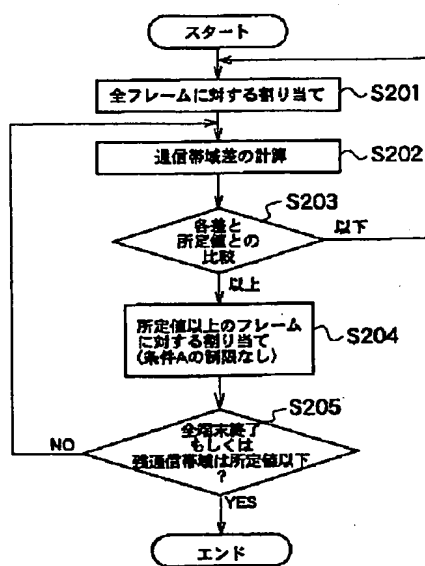 スタート
全フレームに対する割り当て
S201
通信帯域差の計算
S202
S203
各差と
所定値との
比較
以下
以上
所定値以上のフレーム
に対する割り当て
(条件Aの制限なし)
S204
S205
全端末終了
もしくは
残通信帯域は所定値以下
?
NO
YES
エンド